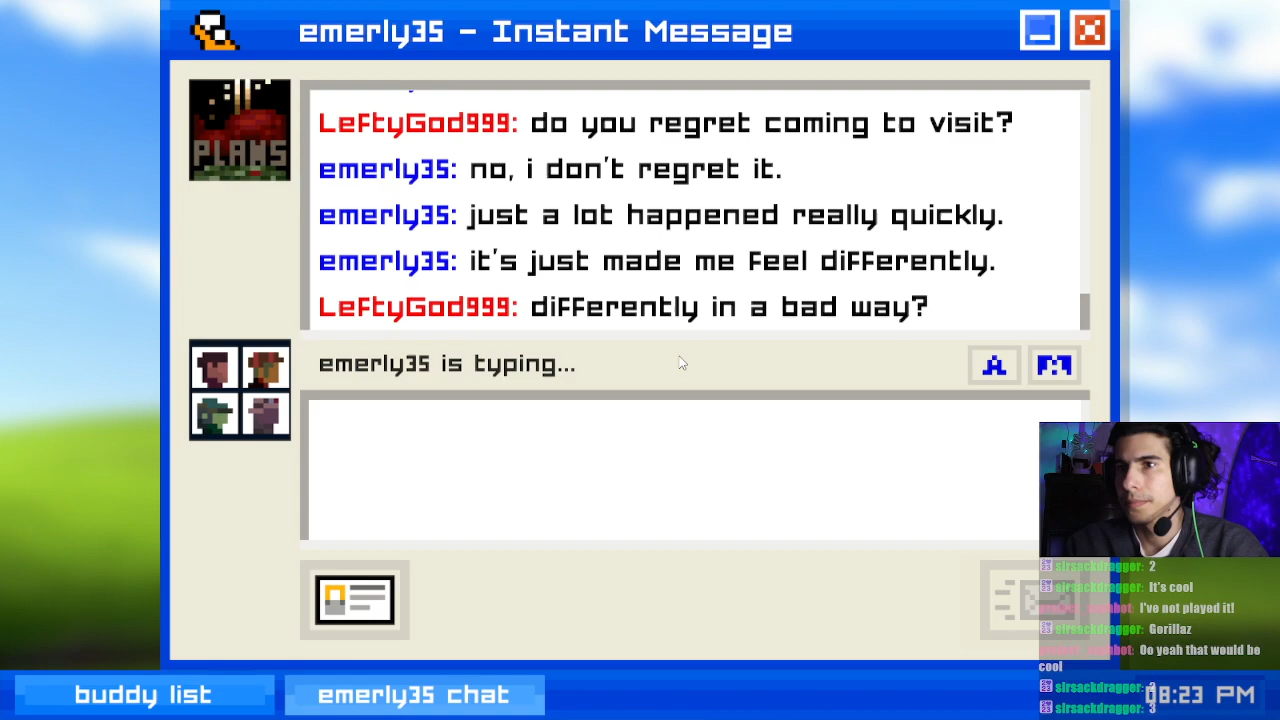 emerly35 - Instant Message
PLANS
LeftyGod999: do you regret coming to visit?
emerly35: no, i don't regret it.
emerly35: just a lot happened really quickly.
emerly35: it's just made me feel differently.
LeftyGod999: differently in a bad way?
emerly35 is typing...
A
sirsackdragger: 2
sirsackdragger: It's cool
I've not played it!
sirsackdragger: Gorillaz
Oo yeah that would be
cool
sirsackdragger:
sirsackdragger: 3
buddy list
emerly35 chat
08:23 PM